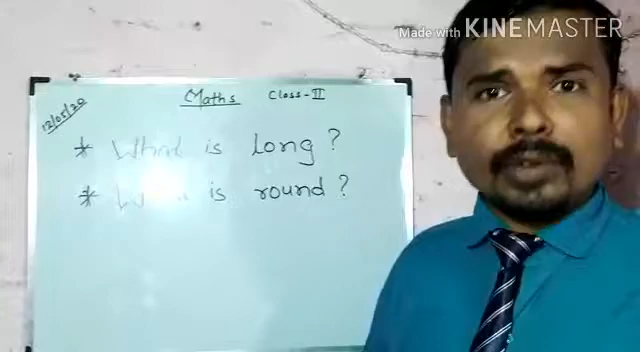 Made with KINEMASTER
12/05/20
Maths Class-II
* What is Long?
* What is round?